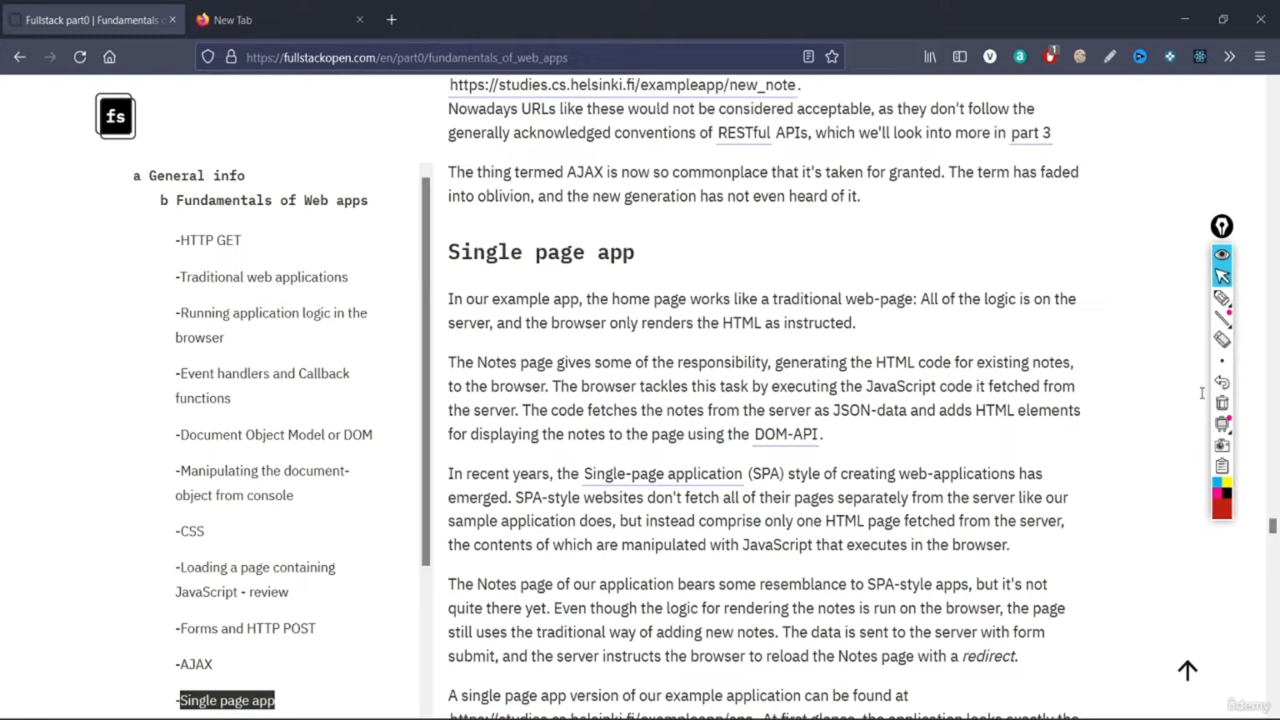 Fullstack part0 | Fundamentals o
New Tab
https://fullstackopen.com/en/part0/fundamentals_of_web_apps
1
fs
a General info
b Fundamentals of Web apps
-HTTP GET
-Traditional web applications
-Running application logic in the
browser
-Event handlers and Callback
functions
-Document Object Model or DOM
-Manipulating the document-
object from console
-CSS
-Loading a page containing
JavaScript - review
-Forms and HTTP POST
-AJAX
-Single page app
https://studies.cs.helsinki.fi/exampleapp/new_note.
Nowadays URLs like these would not be considered acceptable, as they don't follow the
generally acknowledged conventions of RESTful APIs, which we'll look into more in part 3
The thing termed AJAX is now so commonplace that it's taken for granted. The term has faded
into oblivion, and the new generation has not even heard of it.
Single page app
In our example app, the home page works like a traditional web-page: All of the logic is on the
server, and the browser only renders the HTML as instructed.
The Notes page gives some of the responsibility, generating the HTML code for existing notes,
to the browser. The browser tackles this task by executing the JavaScript code it fetched from
the server. The code fetches the notes from the server as JSON-data and adds HTML elements
for displaying the notes to the page using the DOM-API.
In recent years, the Single-page application (SPA) style of creating web-applications has
emerged. SPA-style websites don't fetch all of their pages separately from the server like our
sample application does, but instead comprise only one HTML page fetched from the server,
the contents of which are manipulated with JavaScript that executes in the browser.
The Notes page of our application bears some resemblance to SPA-style apps, but it's not
quite there yet. Even though the logic for rendering the notes is run on the browser, the page
still uses the traditional way of adding new notes. The data is sent to the server with form
submit, and the server instructs the browser to reload the Notes page with a redirect.
A single page app version of our example application can be found at
https://studies.cs.helsinki.fi/exampleapp/spa. At first glance, the application looks exactly the
ûdemy